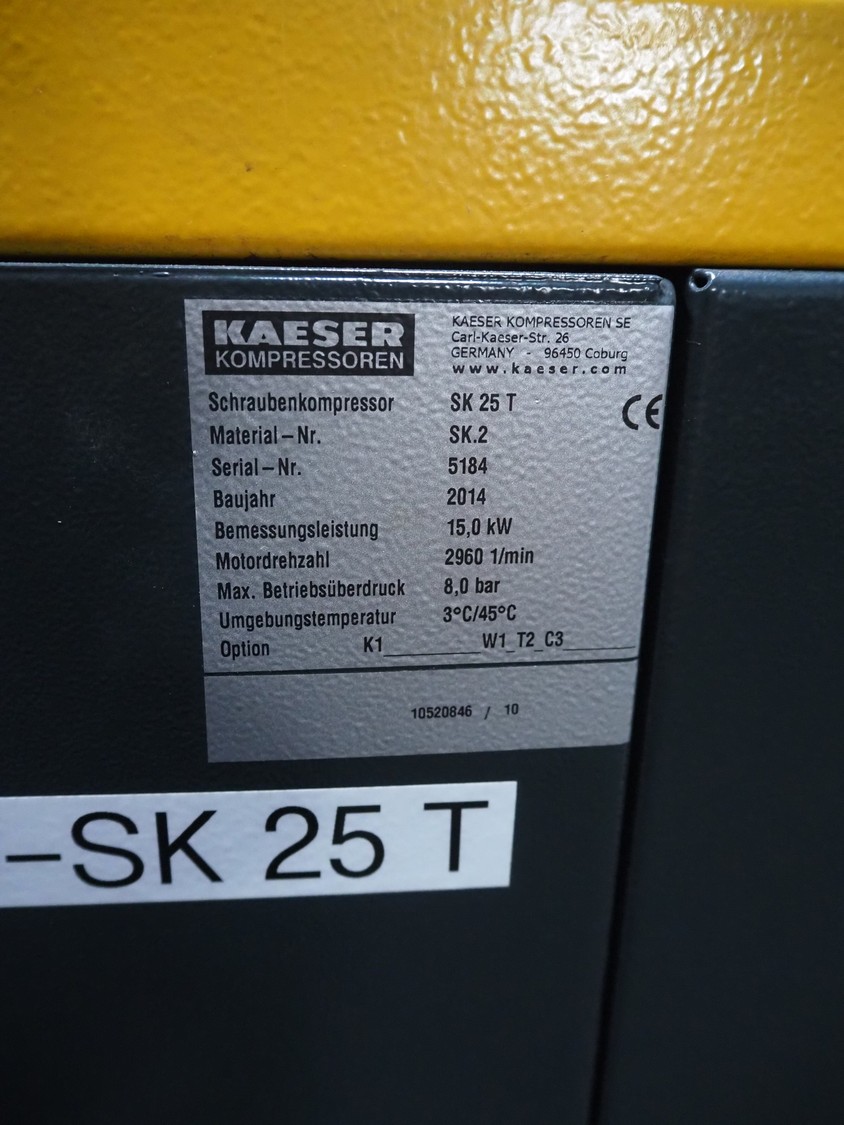 KAESER
KOMPRESSOREN
KAESER KOMPRESSOREN SE
Carl-Kaeser-Str. 26
GERMANY - 96450 Coburg
www.kaeser.com
Schraubenkompressor SK 25 T
CE
Material-Nr. SK.2
Serial-Nr. 5184
Baujahr 2014
Bemessungsleistung 15,0 kW
Motordrehzahl 2960 1/min
Max. Betriebsüberdruck 8,0 bar
Umgebungstemperatur 3°C/45°C
Option K1__________W1_T2_C3_______
10520846 / 10
-SK 25 T